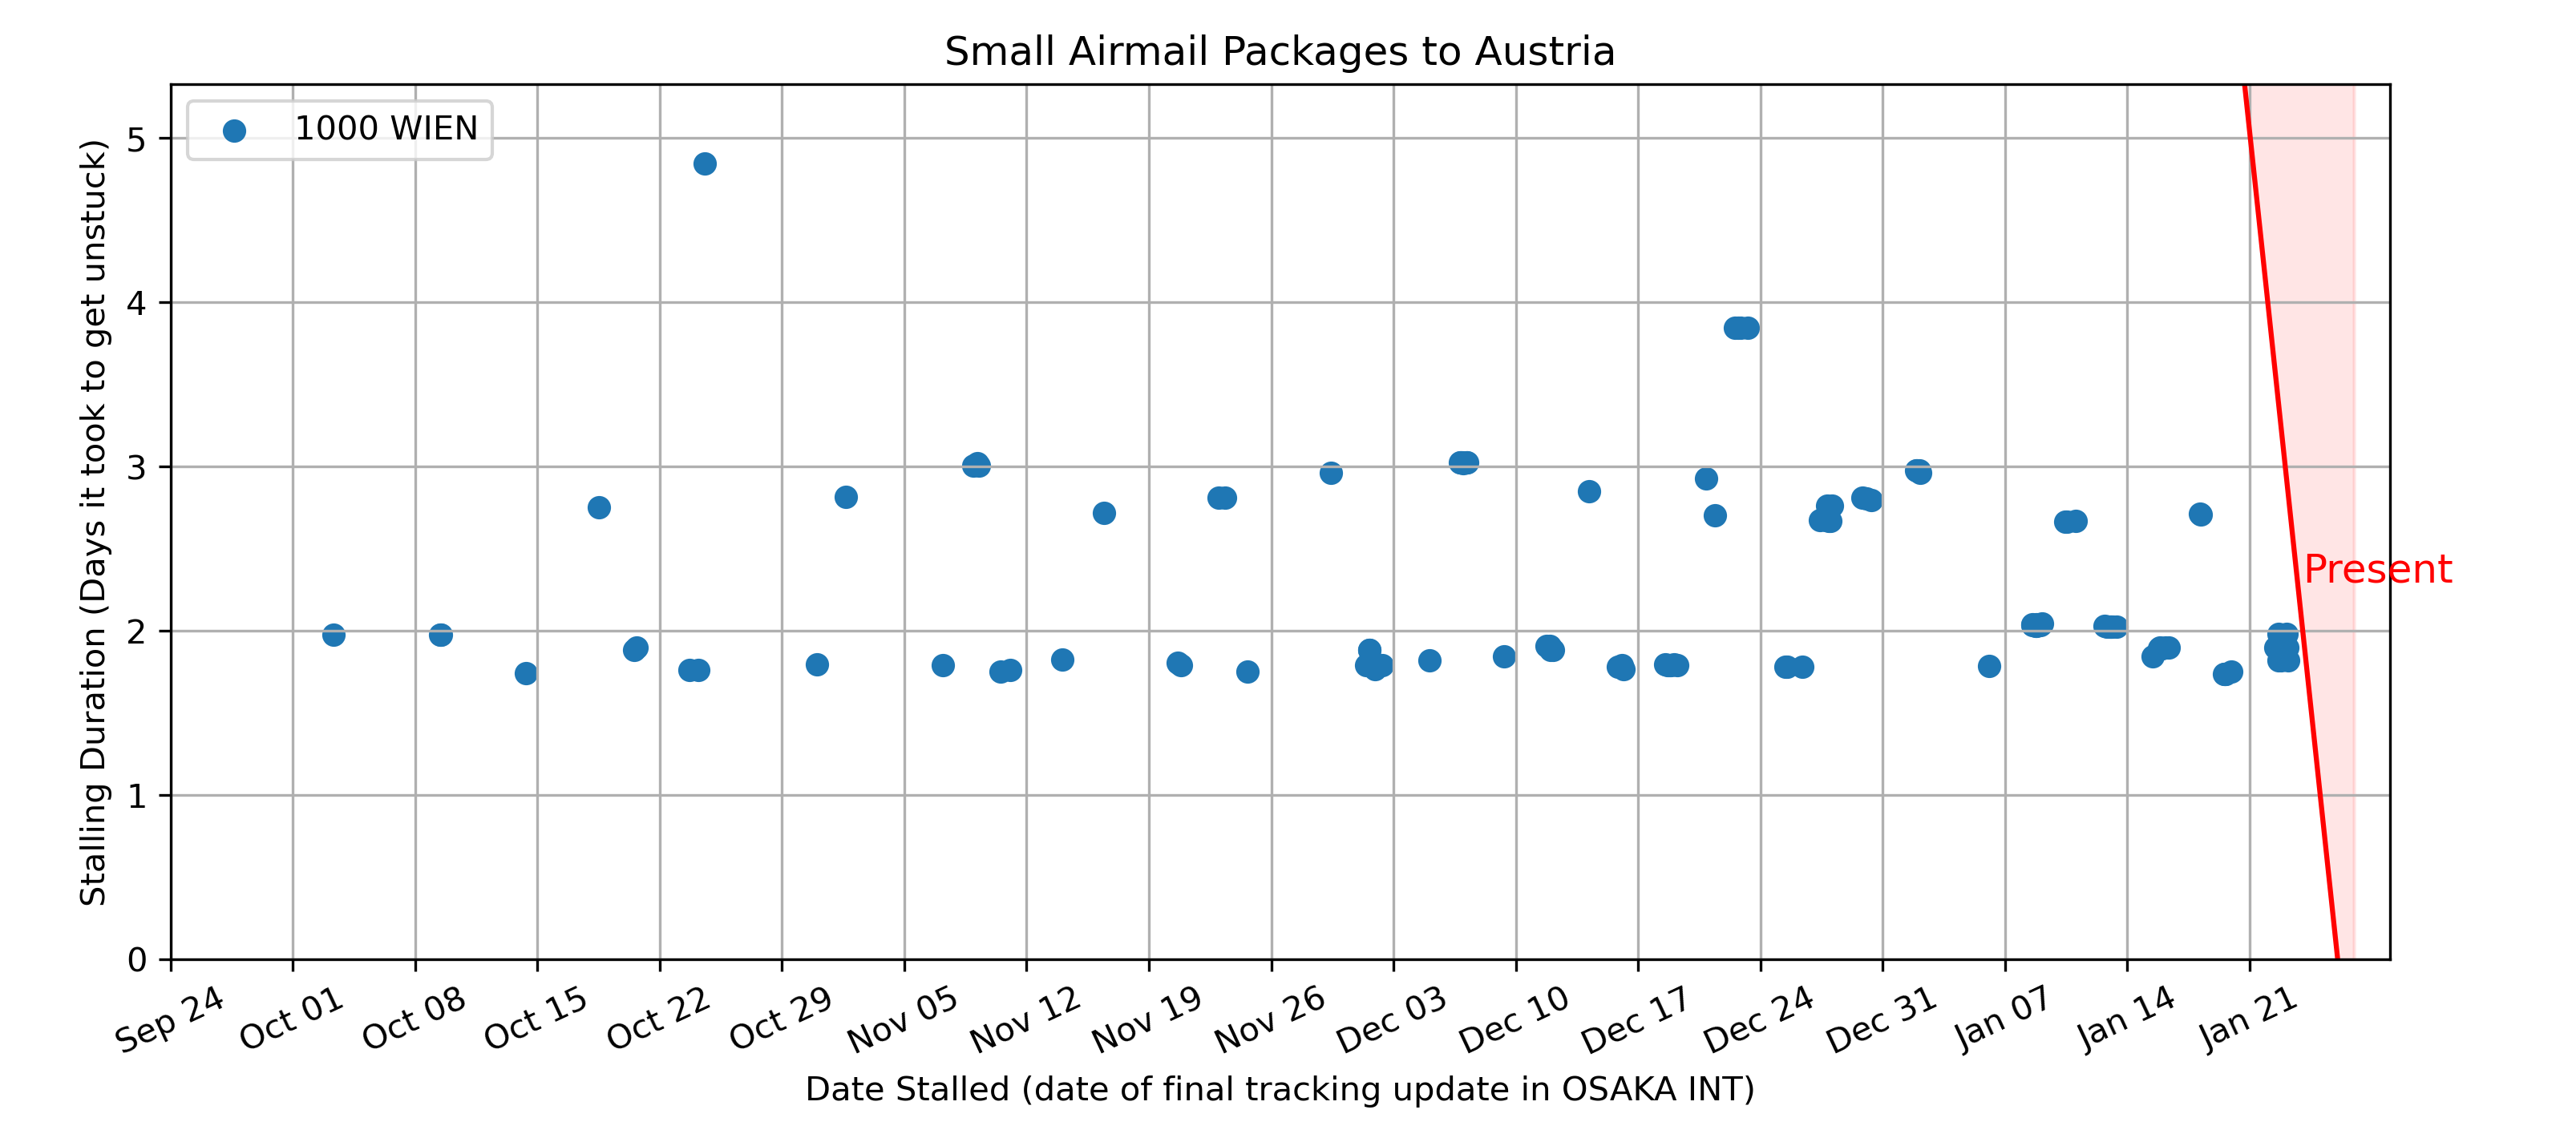 Small Airmail Packages to Austria
1000 WIEN
Stalling Duration (Days it took to get unstuck)
5
4
3
2
1
0
Present
Sep 24
Oct 01
Oct 08
Oct 15
Oct 22
Oct 29
Nov 05
Nov 12
Nov 19
Nov 26
Dec 03
Dec 10
Dec 17
Dec 24
Dec 31
Jan 07
Jan 14
Jan 21
Date Stalled (date of final tracking update in OSAKA INT)